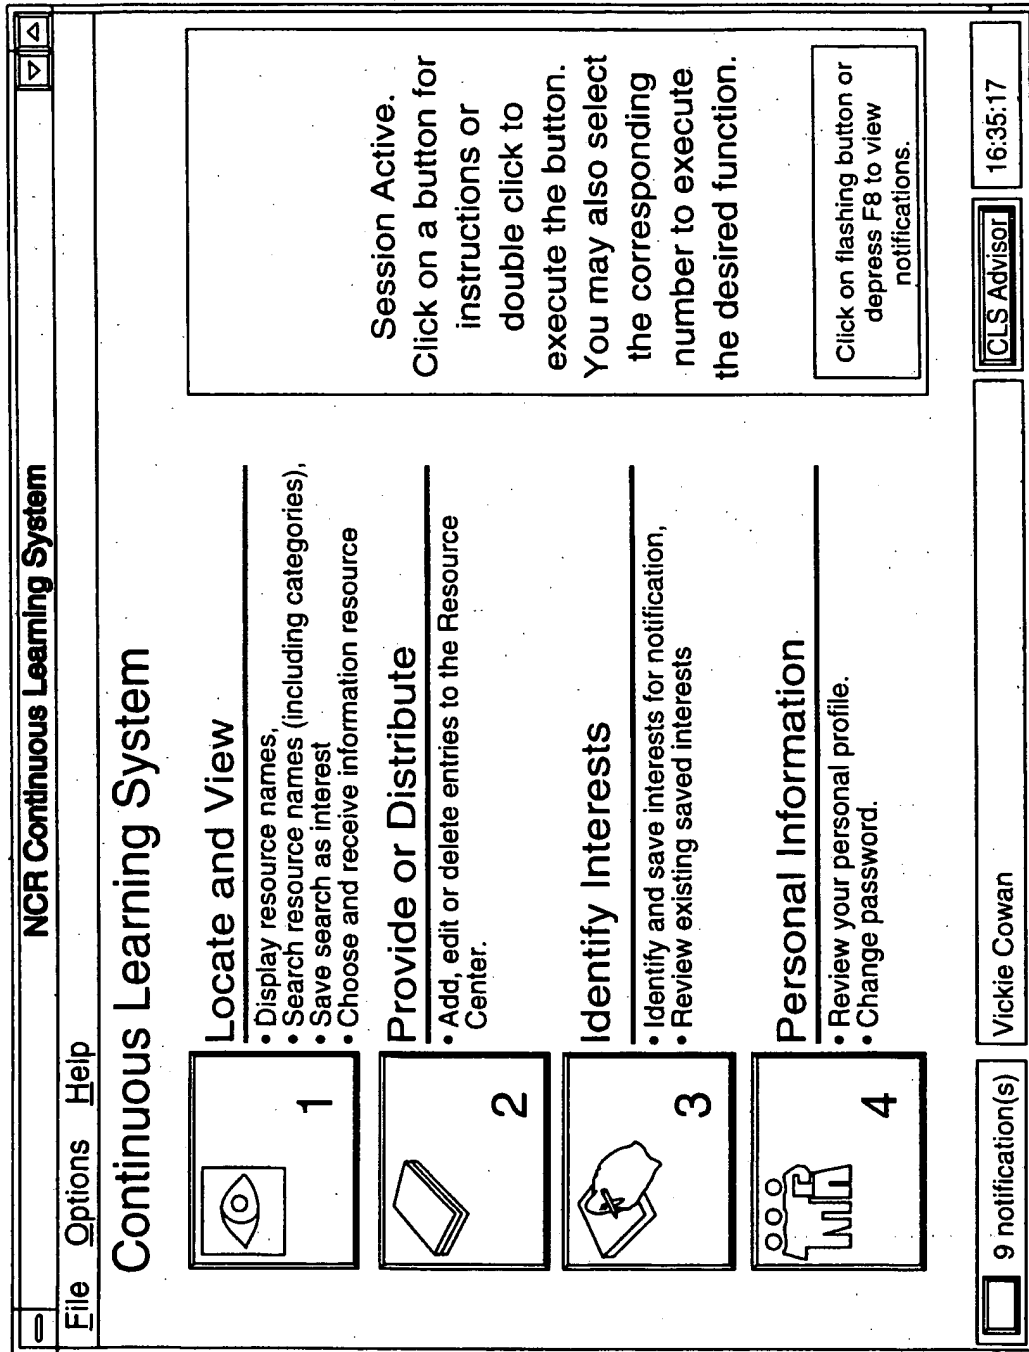 NCR Continuous Learning System
File Options Help
Continuous Learning System
1
Locate and View
• Display resource names,
• Search resource names (including categories),
• Save search as interest
• Choose and receive information resource
2
Provide or Distribute
• Add, edit or delete entries to the Resource
Center.
3
Identify Interests
• Identify and save interests for notification,
• Review existing saved interests
4
Personal Information
• Review your personal profile.
• Change password.
Session Active.
Click on a button for
instructions or
double click to
execute the button.
You may also select
the corresponding
number to execute
the desired function.
Click on flashing button or
depress F8 to view
notifications.
9 notification(s)
Vickie Cowan
CLS Advisor
16:35:17